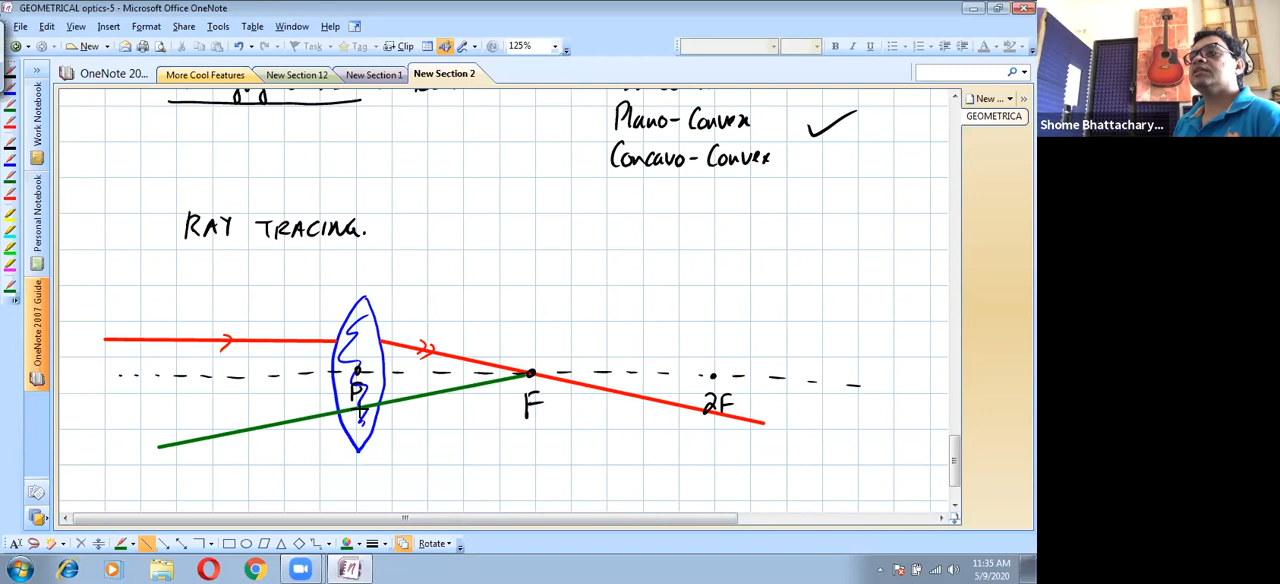 GEOMETRICAL optics-5 - Microsoft Office OneNote
File Edit View Insert Format Share Tools Table Window Help
New Task Tag Clip 125% B I U
OneNote 20... More Cool Features New Section 12 New Section 1 New Section 2
New ...
GEOMETRICA
Work Notebook
Personal Notebook
OneNote 2007 Guide
Plano-Convex
Concavo-Convex
RAY TRACING.
P
F
2F
Shome Bhattachary...
Rotate
11:35 AM
5/9/2020